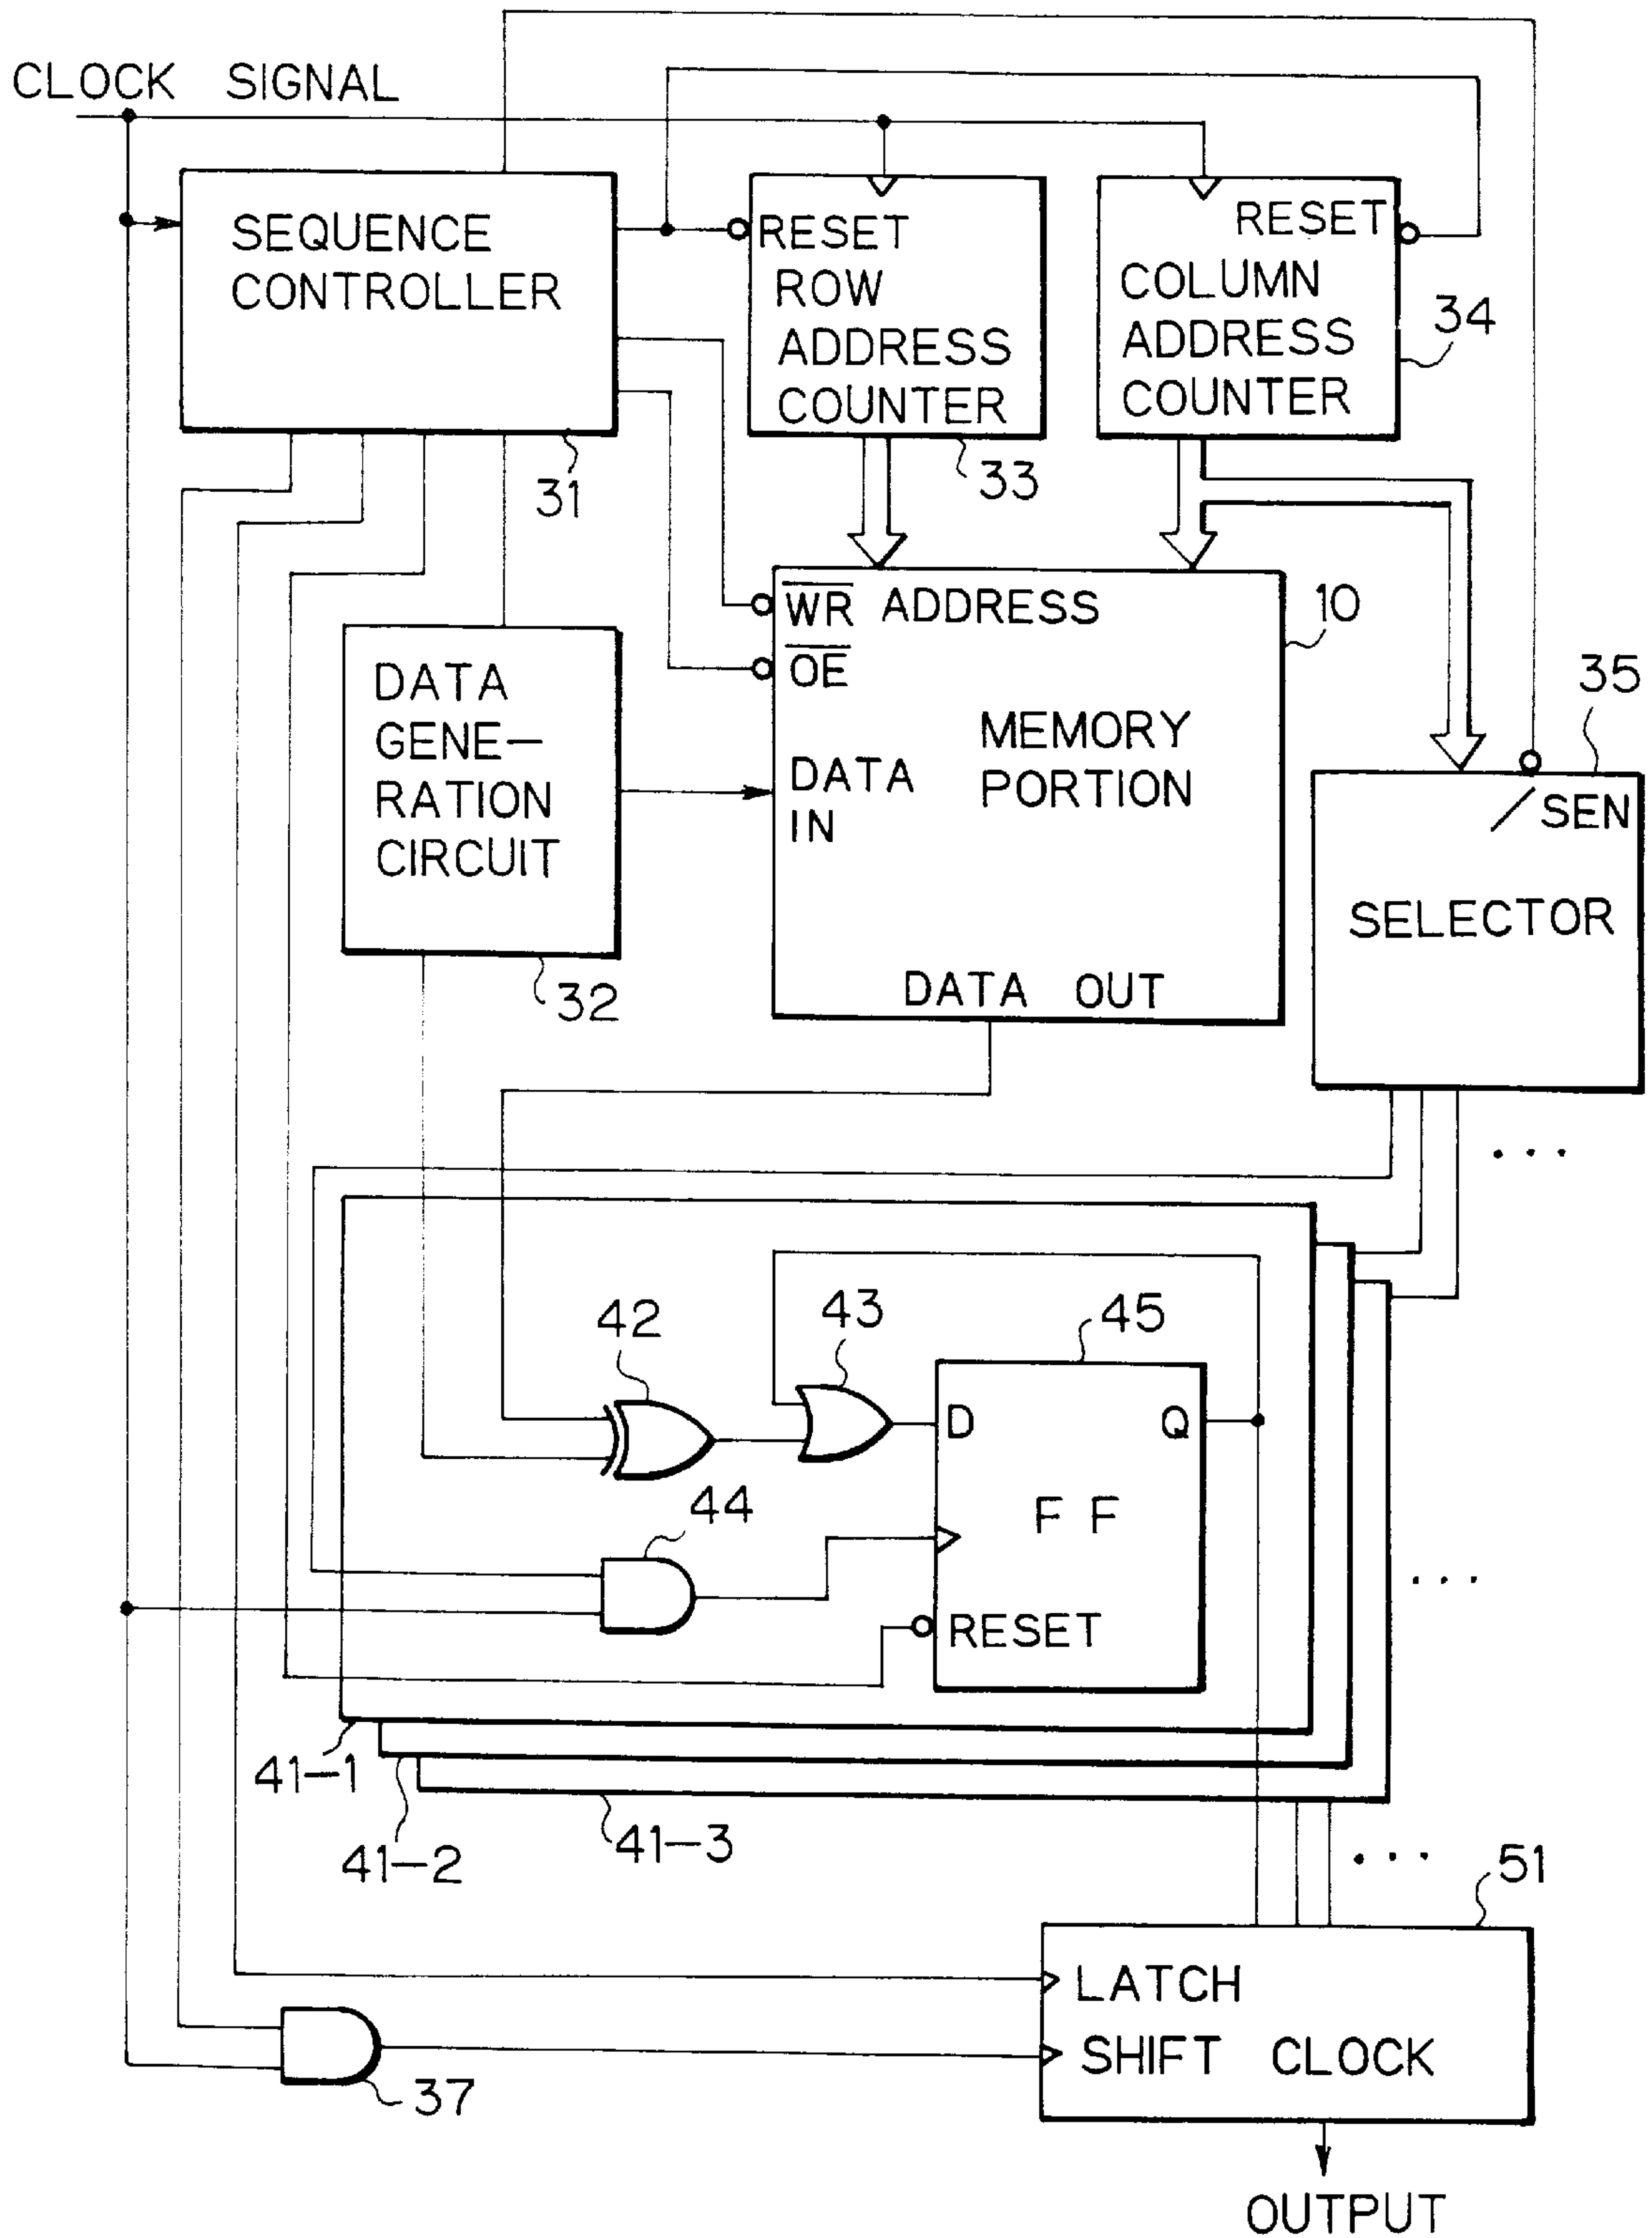 CLOCK SIGNAL
SEQUENCE
CONTROLLER
31
RESET
ROW
ADDRESS
COUNTER
33
RESET
COLUMN
ADDRESS
COUNTER
34
DATA
GENE-
RATION
CIRCUIT
32
WR ADDRESS
OE
MEMORY
PORTION
DATA
IN
DATA OUT
10
35
/SEN
SELECTOR
...
42
43
45
D Q
FF
44
RESET
...
41-1
41-2
41-3
...
51
LATCH
SHIFT CLOCK
37
OUTPUT